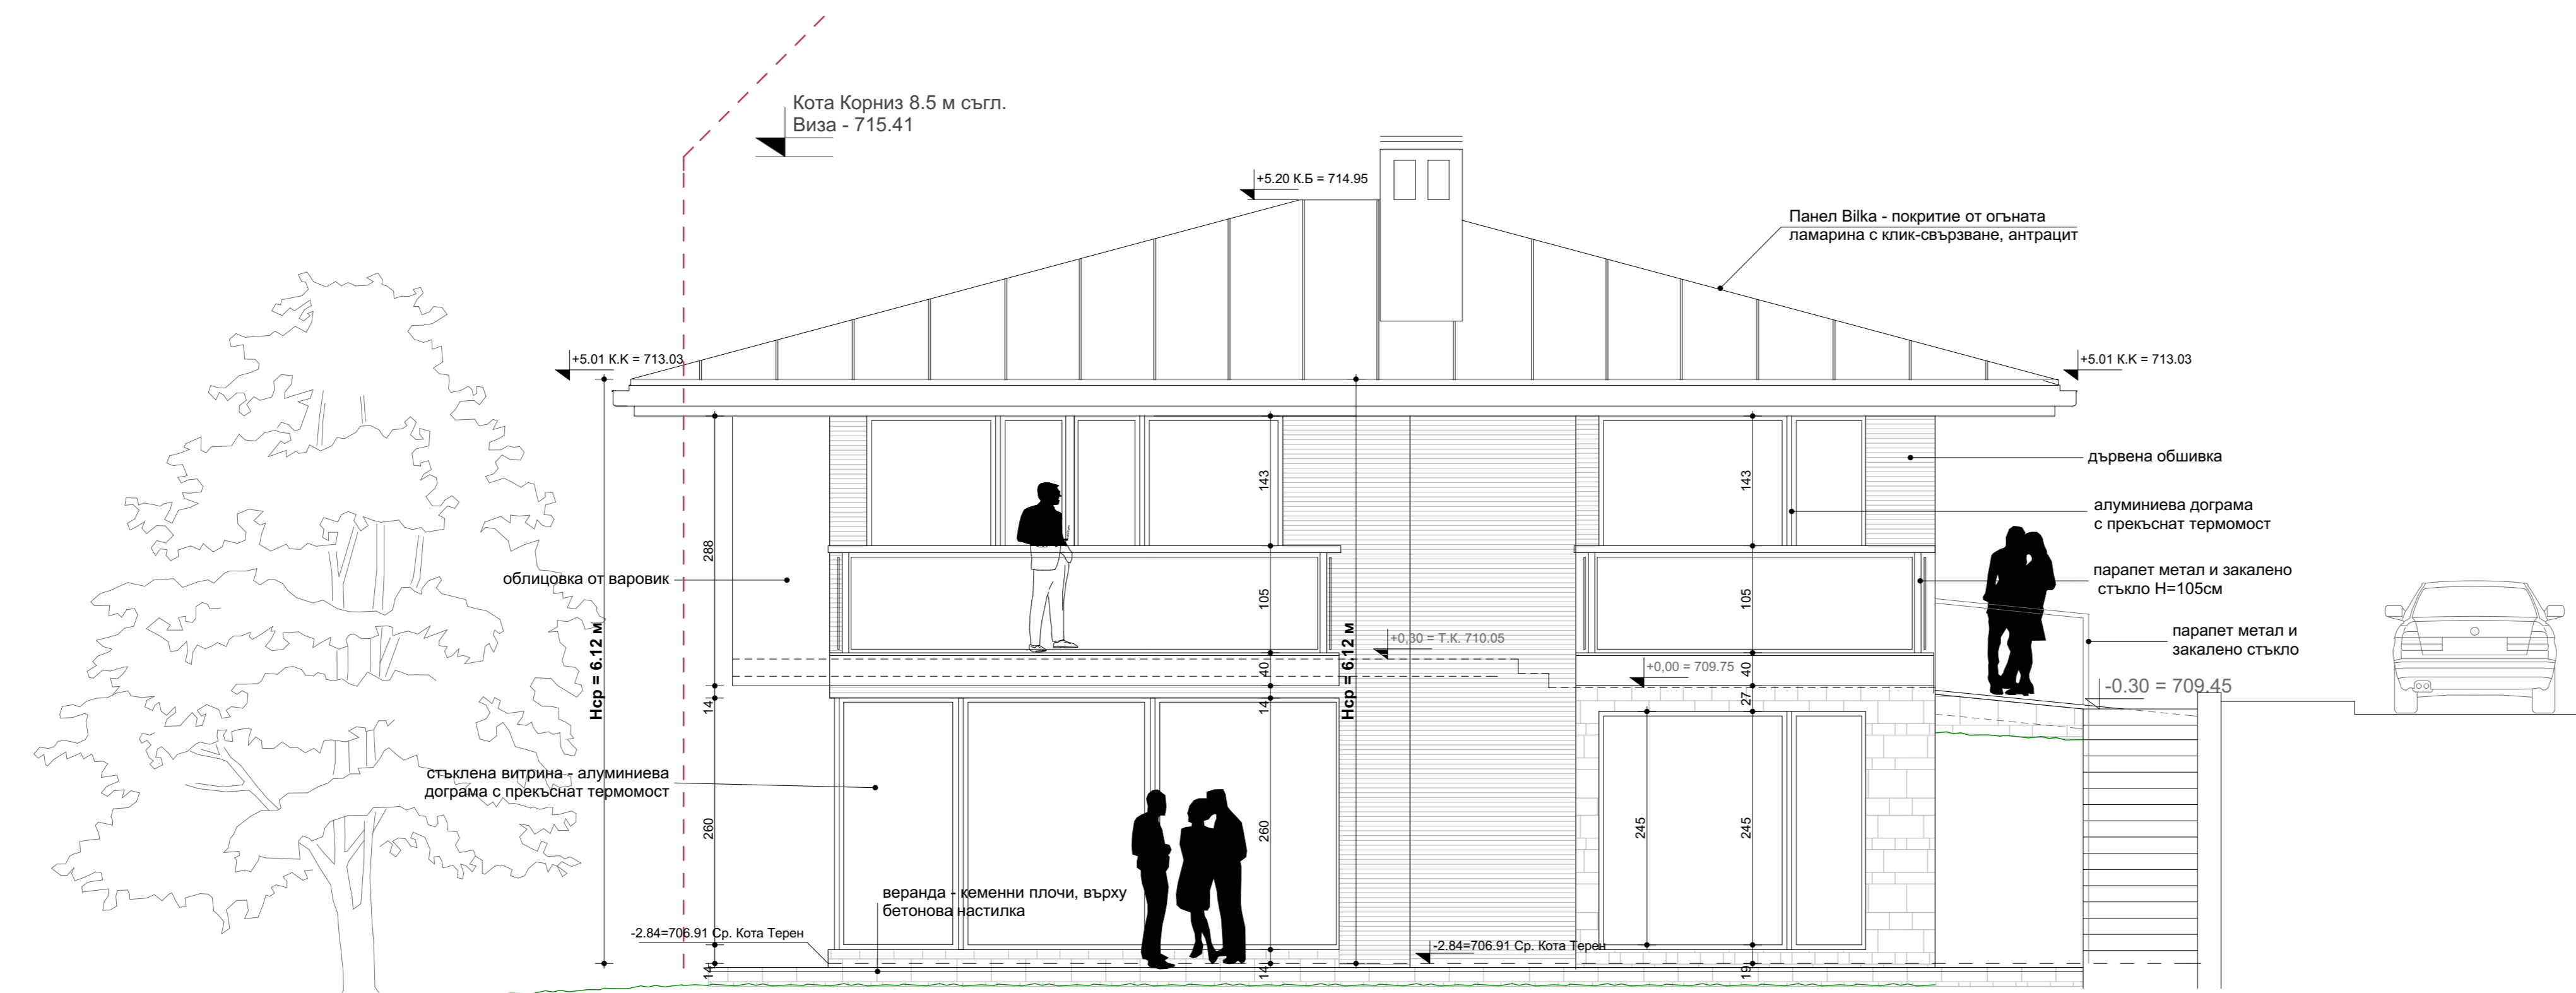 Кота Корниз 8.5 м съгл.
Виза - 715.41
+5.20 К.Б = 714.95
Панел Bilka - покритие от огъната
ламарина с клик-свързване, антрацит
+5.01 К.К = 713.03
+5.01 К.К = 713.03
дървена обшивка
143
143
алуминиева дограма
с прекъснат термомост
288
облицовка от варовик
105
105
парапет метал и закалено
стъкло H=105см
парапет метал и
закалено стъкло
Нср = 6.12 м
Нср = 6.12 м
+0,30 = Т.К. 710.05
+0,00 = 709.75
40
40
-0.30 = 709.45
14
14
27
стъклена витрина - алуминиева
дограма с прекъснат термомост
260
260
245
245
веранда - кеменни плочи, върху
бетонова настилка
-2.84=706.91 Ср. Кота Терен
-2.84=706.91 Ср. Кота Терен
14
14
19